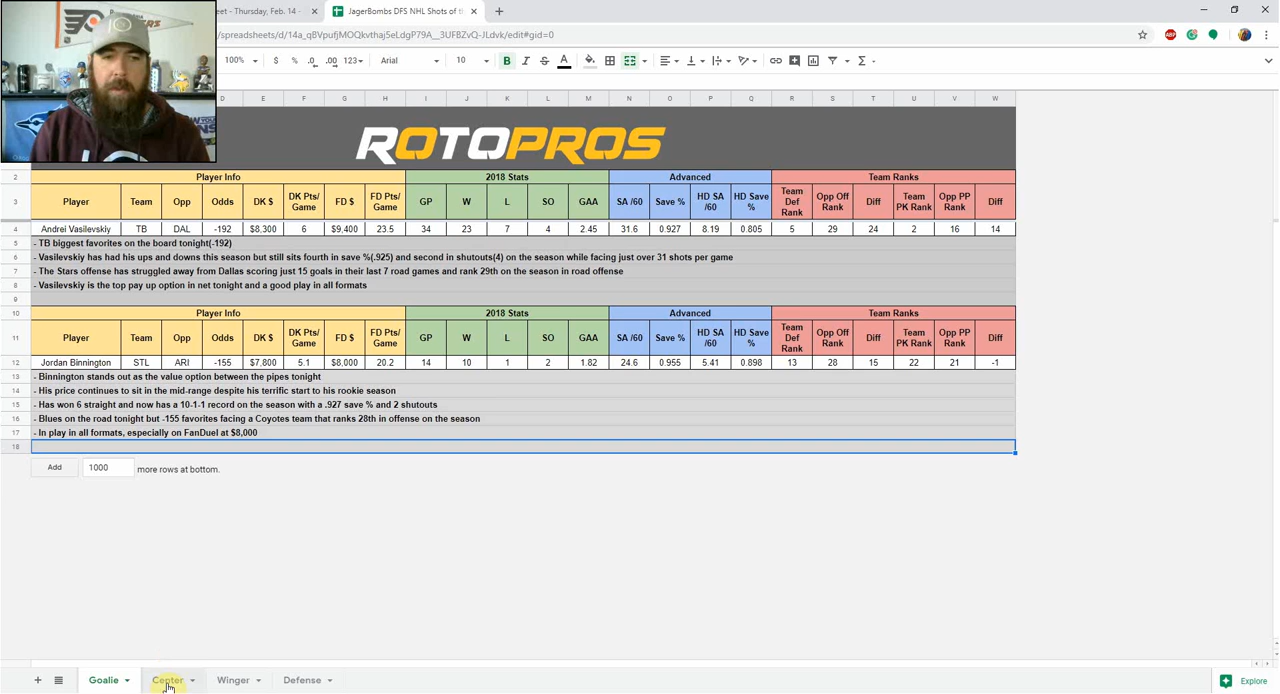 eet - Thursday, Feb. 14 -
JagerBombs DFS NHL Shots of t
/spreadsheets/d/14a_qBVpufjMOQkvthaj5eLdgP79A__3UFBZvQ-JLdvk/edit#gid=0
100% $ % .0 .00 123 Arial 10 B I S A
D E F G H I J K L M N O P Q R S T U V W
ROTOPROS
2 Player Info 2018 Stats Advanced Team Ranks
3 Player Team Opp Odds DK $ DK Pts/ Game FD $ FD Pts/ Game GP W L SO GAA SA /60 Save % HD SA /60 HD Save % Team Def Rank Opp Off Rank Diff Team PK Rank Opp PP Rank Diff
4 Andrei Vasilevskiy TB DAL -192 $8,300 6 $9,400 23.5 34 23 7 4 2.45 31.6 0.927 8.19 0.805 5 29 24 2 16 14
5 - TB biggest favorites on the board tonight(-192)
6 - Vasilevskiy has had his ups and downs this season but still sits fourth in save %(.925) and second in shutouts(4) on the season while facing just over 31 shots per game
7 - The Stars offense has struggled away from Dallas scoring just 15 goals in their last 7 road games and rank 29th on the season in road offense
8 - Vasilevskiy is the top pay up option in net tonight and a good play in all formats
9
10 Player Info 2018 Stats Advanced Team Ranks
11 Player Team Opp Odds DK $ DK Pts/ Game FD $ FD Pts/ Game GP W L SO GAA SA /60 Save % HD SA /60 HD Save % Team Def Rank Opp Off Rank Diff Team PK Rank Opp PP Rank Diff
12 Jordan Binnington STL ARI -155 $7,800 5.1 $8,000 20.2 14 10 1 2 1.82 24.6 0.955 5.41 0.898 13 28 15 22 21 -1
13 - Binnington stands out as the value option between the pipes tonight
14 - His price continues to sit in the mid-range despite his terrific start to his rookie season
15 - Has won 6 straight and now has a 10-1-1 record on the season with a .927 save % and 2 shutouts
16 - Blues on the road tonight but -155 favorites facing a Coyotes team that ranks 28th in offense on the season
17 - In play in all formats, especially on FanDuel at $8,000
18
Add 1000 more rows at bottom.
Goalie Center Winger Defense Explore